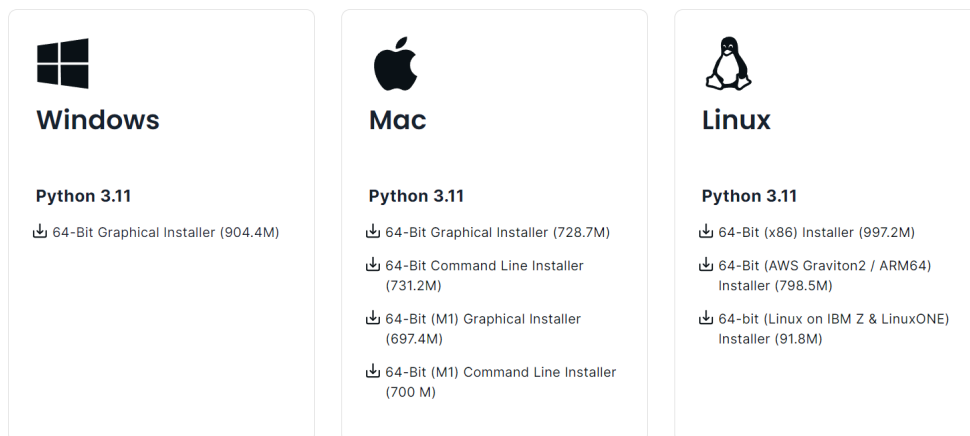 Windows
Python 3.11
64-Bit Graphical Installer (904.4M)
Mac
Python 3.11
64-Bit Graphical Installer (728.7M)
64-Bit Command Line Installer
(731.2M)
64-Bit (M1) Graphical Installer
(697.4M)
64-Bit (M1) Command Line Installer
(700 M)
Linux
Python 3.11
64-Bit (x86) Installer (997.2M)
64-Bit (AWS Graviton2 / ARM64)
Installer (798.5M)
64-bit (Linux on IBM Z & LinuxONE)
Installer (91.8M)